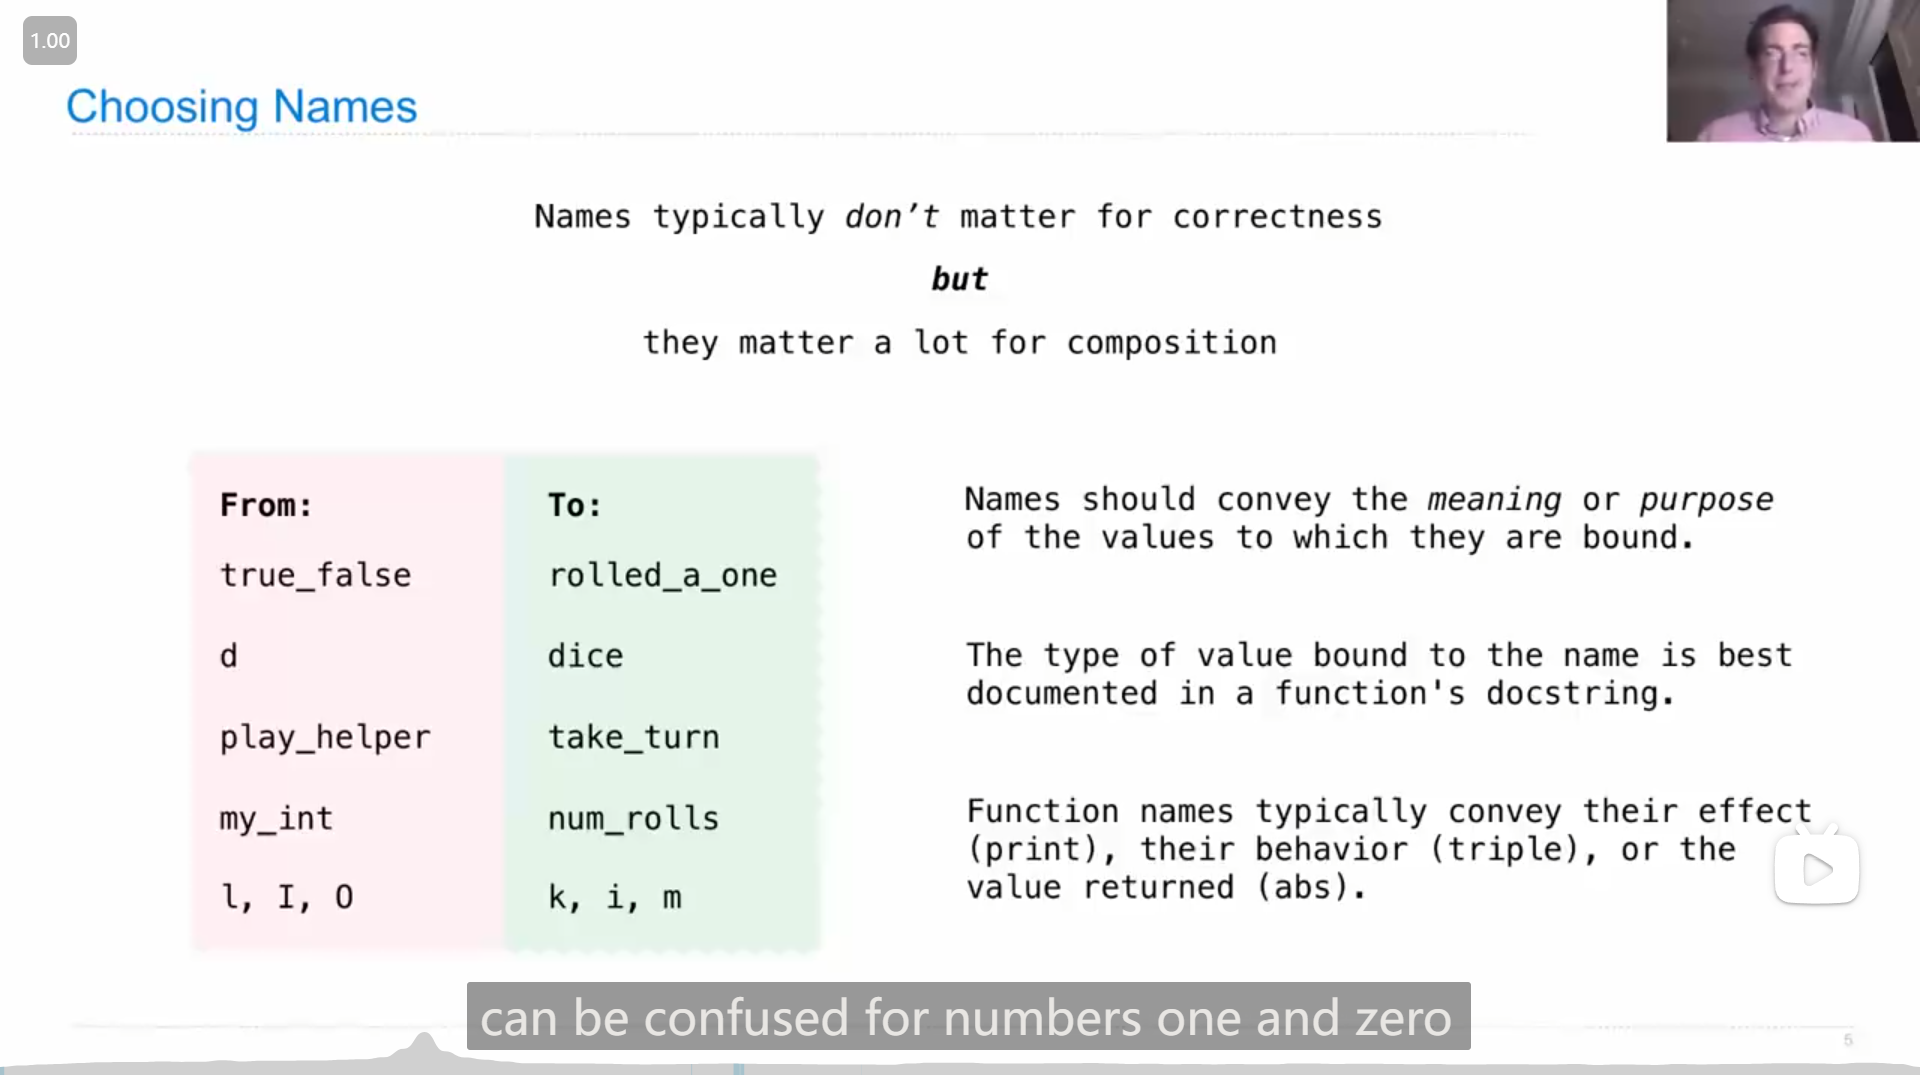 1.00
Choosing Names
Names typically don’t matter for correctness
but
they matter a lot for composition
From: To:
true_false rolled_a_one
d dice
play_helper take_turn
my_int num_rolls
l, I, O k, i, m
Names should convey the meaning or purpose
of the values to which they are bound.
The type of value bound to the name is best
documented in a function's docstring.
Function names typically convey their effect
(print), their behavior (triple), or the
value returned (abs).
can be confused for numbers one and zero
5